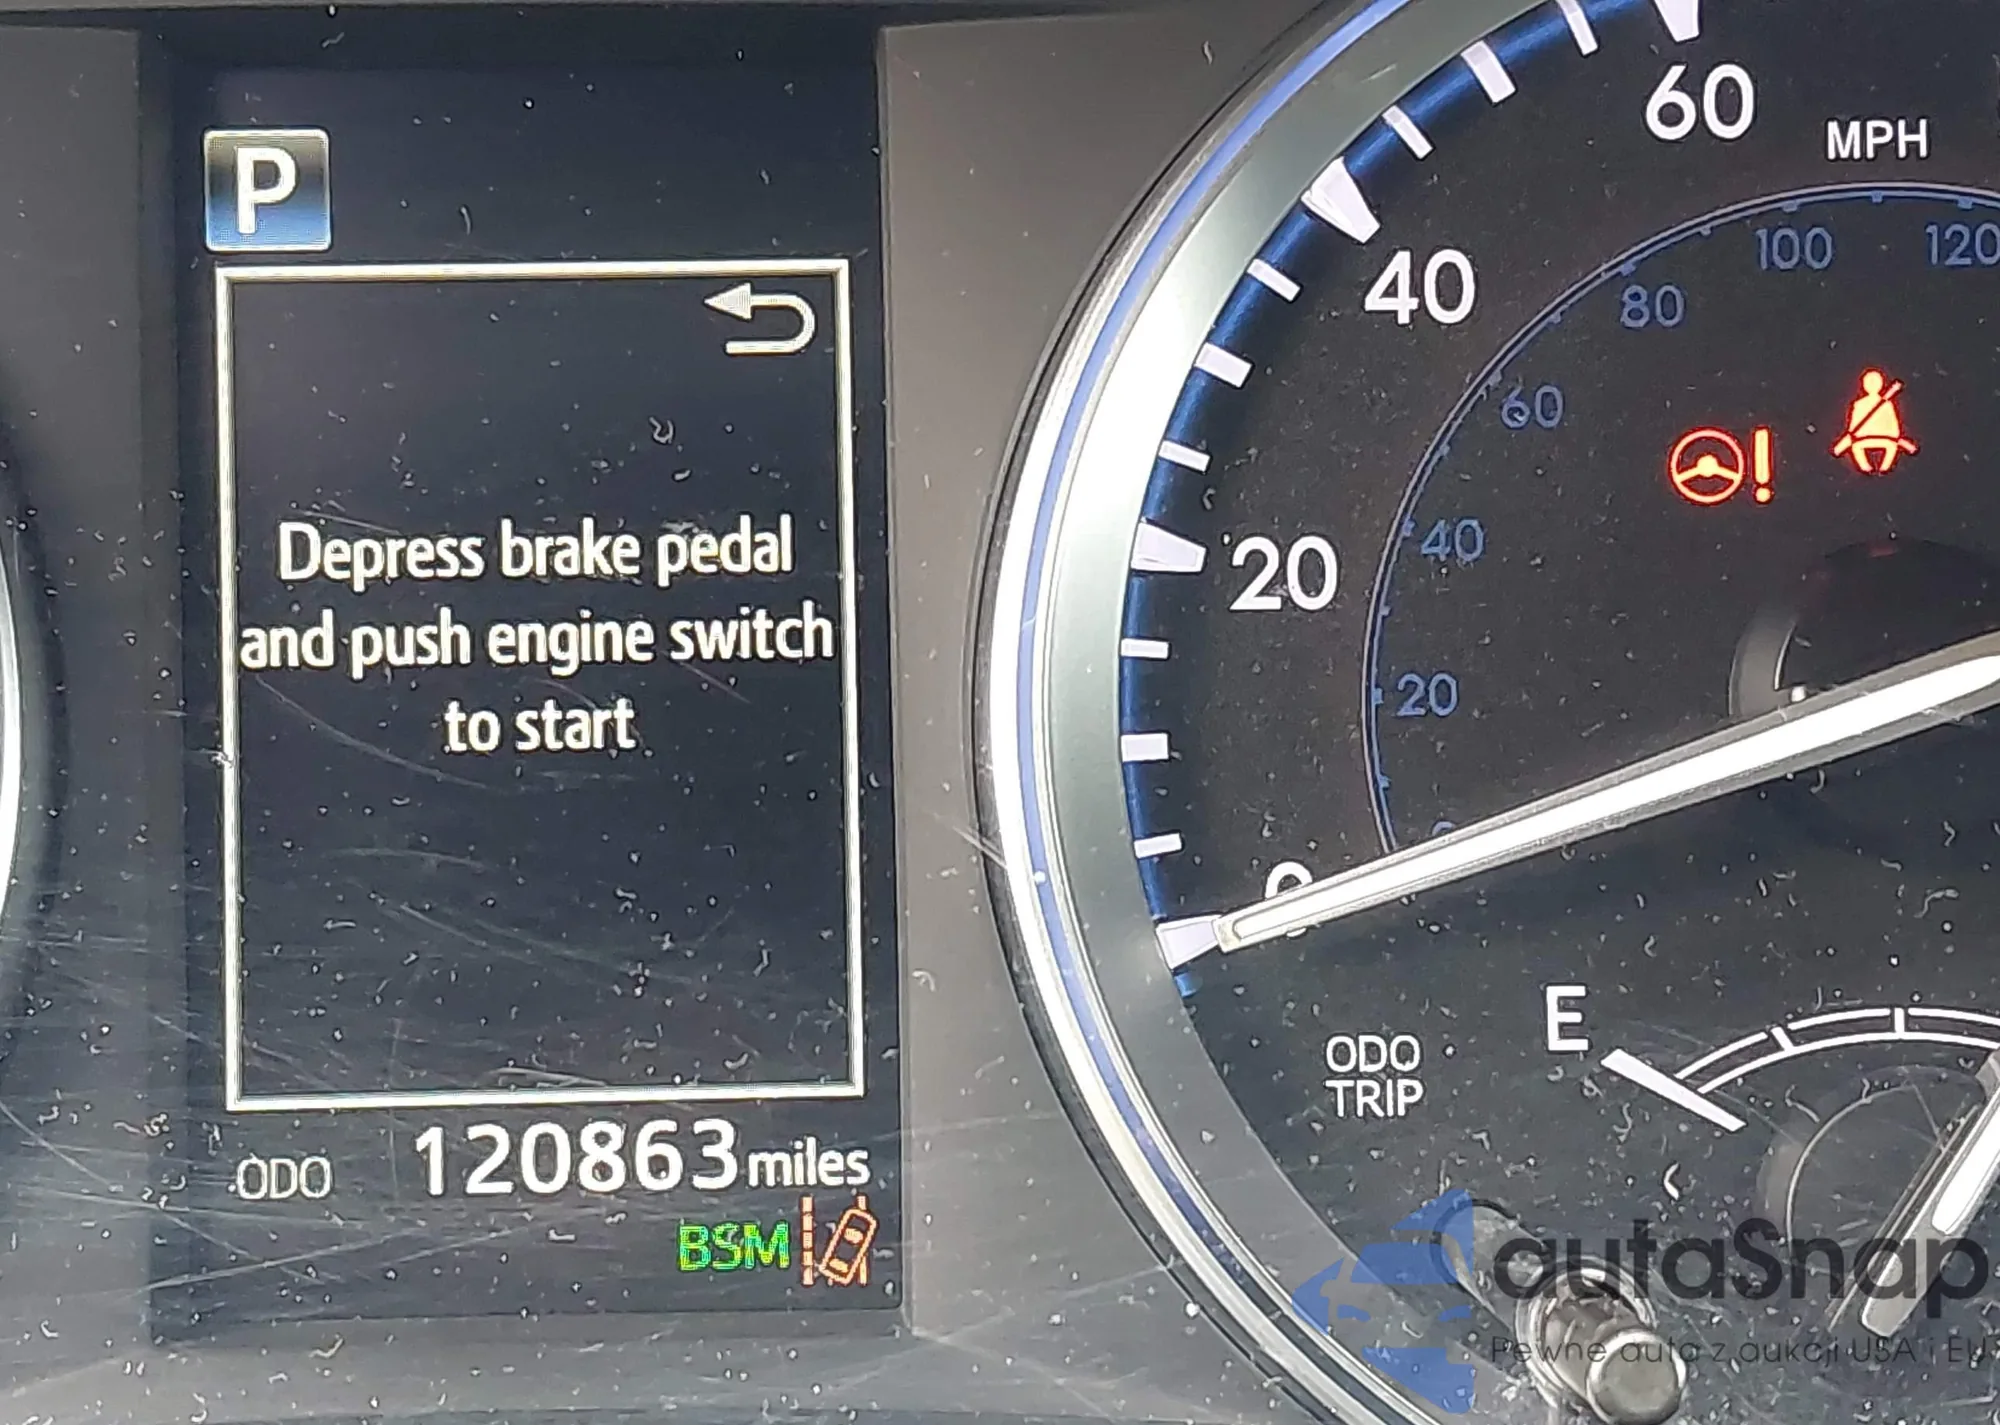 P
Depress brake pedal
and push engine switch
to start
ODO 120863 miles
BSM
60
MPH
40
20
0
120
100
80
60
40
20
E
ODO
TRIP
autaSnap
Pewne auta z aukcji USA i EU